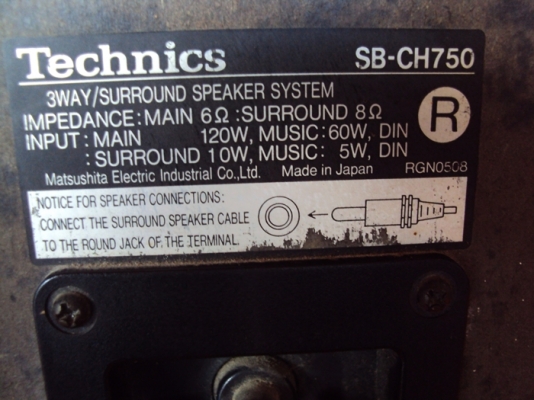 Technics SB-CH750
3WAY/SURROUND SPEAKER SYSTEM
IMPEDANCE: MAIN 6Ω : SURROUND 8Ω
INPUT : MAIN 120W, MUSIC: 60W, DIN
: SURROUND 10W, MUSIC: 5W, DIN
R
Matsushita Electric Industrial Co., Ltd. Made in Japan RGN0508
NOTICE FOR SPEAKER CONNECTIONS:
CONNECT THE SURROUND SPEAKER CABLE
TO THE ROUND JACK OF THE TERMINAL.